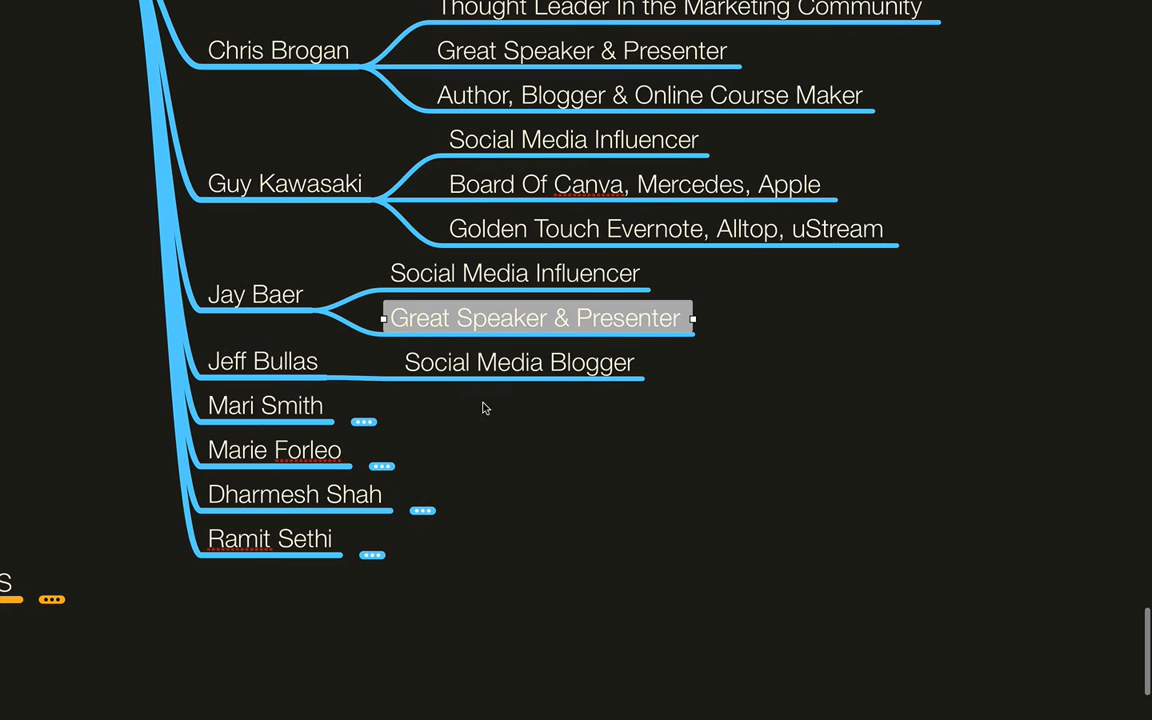 Thought Leader In the Marketing Community
Chris Brogan
Great Speaker & Presenter
Author, Blogger & Online Course Maker
Social Media Influencer
Guy Kawasaki
Board Of Canva, Mercedes, Apple
Golden Touch Evernote, Alltop, uStream
Social Media Influencer
Jay Baer
Great Speaker & Presenter
Jeff Bullas
Social Media Blogger
Mari Smith
Marie Forleo
Dharmesh Shah
Ramit Sethi
S